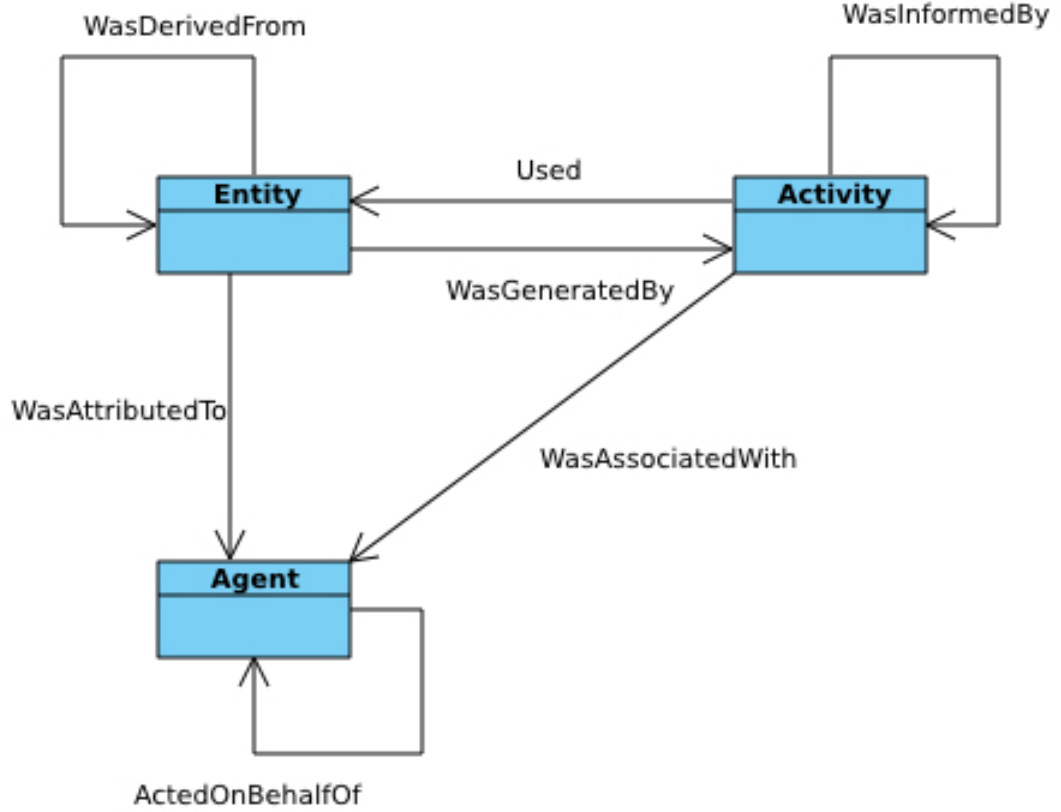 WasDerivedFrom
WasInformedBy
Used
Entity
Activity
WasGeneratedBy
WasAttributedTo
WasAssociatedWith
Agent
ActedOnBehalfOf